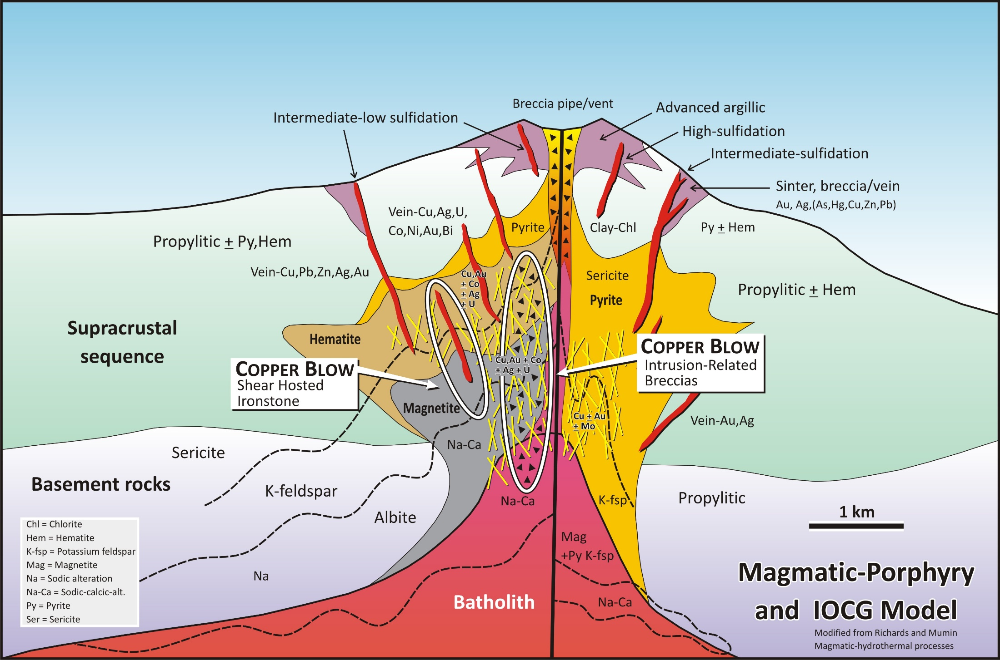 Breccia pipe/vent
Intermediate-low sulfidation
Advanced argillic
High-sulfidation
Intermediate-sulfidation
Sinter, breccia/vein
Au, Ag,(As,Hg,Cu,Zn,Pb)
Vein-Cu,Ag,U,
Co,Ni,Au,Bi
Pyrite
Clay-Chl
Py ± Hem
Propylitic ± Py,Hem
Vein-Cu,Pb,Zn,Ag,Au
Cu,Au
± Co
± Ag
± U
Sericite
Pyrite
Propylitic ± Hem
Supracrustal
sequence
Hematite
COPPER BLOW
Shear Hosted
Ironstone
COPPER BLOW
Intrusion-Related
Breccias
Cu,Au ± Co
± Ag ± U
Magnetite
Cu ± Au
± Mo
Vein-Au,Ag
Na-Ca
Sericite
Basement rocks
K-feldspar
Albite
Na
Na-Ca
K-fsp
Propylitic
1 km
Mag
+Py K-fsp
Batholith
Na-Ca
Chl = Chlorite
Hem = Hematite
K-fsp = Potassium feldspar
Mag = Magnetite
Na = Sodic alteration
Na-Ca = Sodic-calcic-alt.
Py = Pyrite
Ser = Sericite
Magmatic-Porphyry
and IOCG Model
Modified from Richards and Mumin
Magmatic-hydrothermal processes